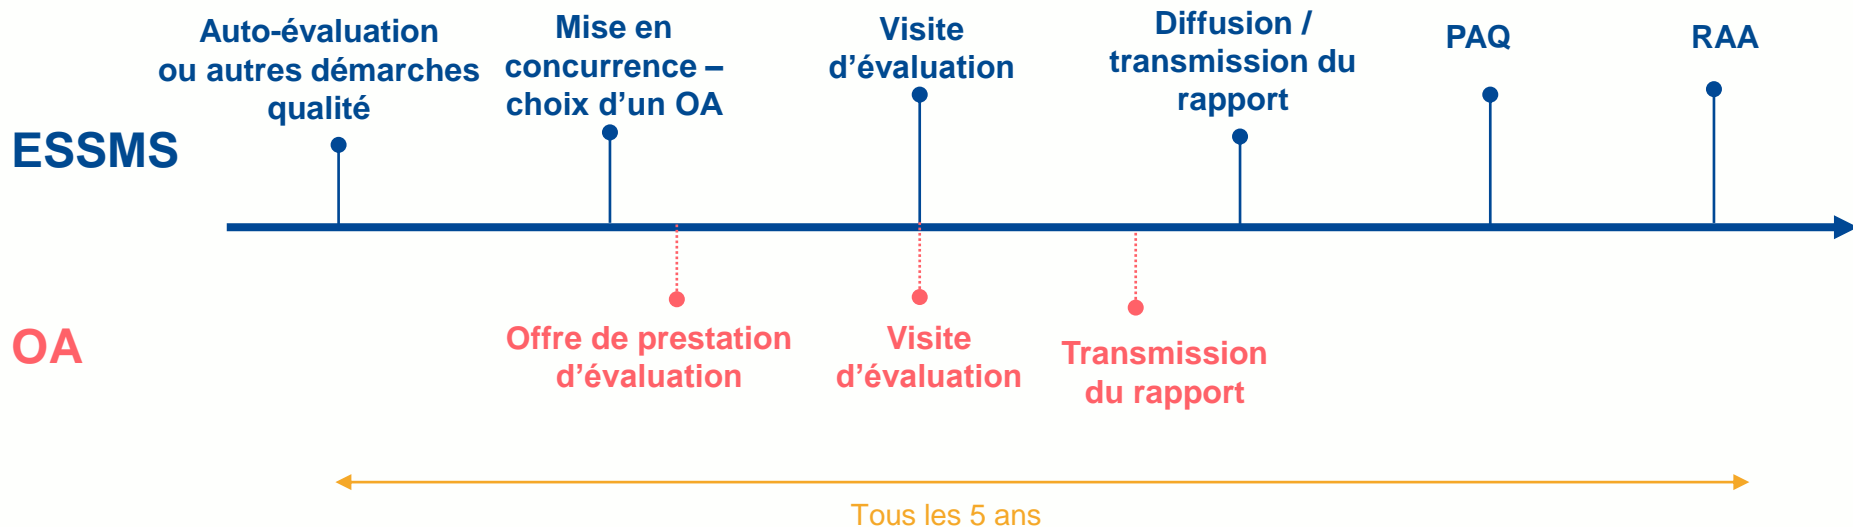 Auto-évaluation
ou autres démarches
qualité
Mise en
concurrence –
choix d’un OA
Visite
d’évaluation
Diffusion /
transmission du
rapport
PAQ
RAA
ESSMS
OA
Offre de prestation
d’évaluation
Visite
d’évaluation
Transmission
du rapport
Tous les 5 ans